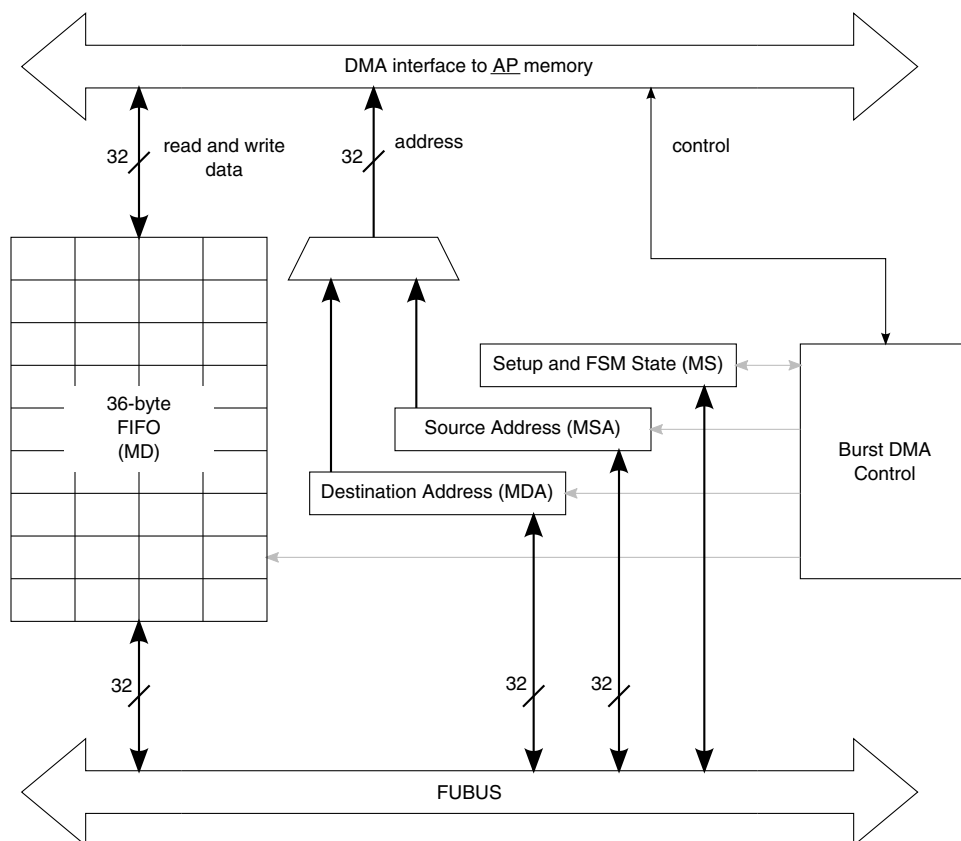 DMA interface to AP memory
32
read and write
data
32
address
control
36-byte
FIFO
(MD)
Setup and FSM State (MS)
Source Address (MSA)
Destination Address (MDA)
Burst DMA
Control
32
32
32
FUBUS